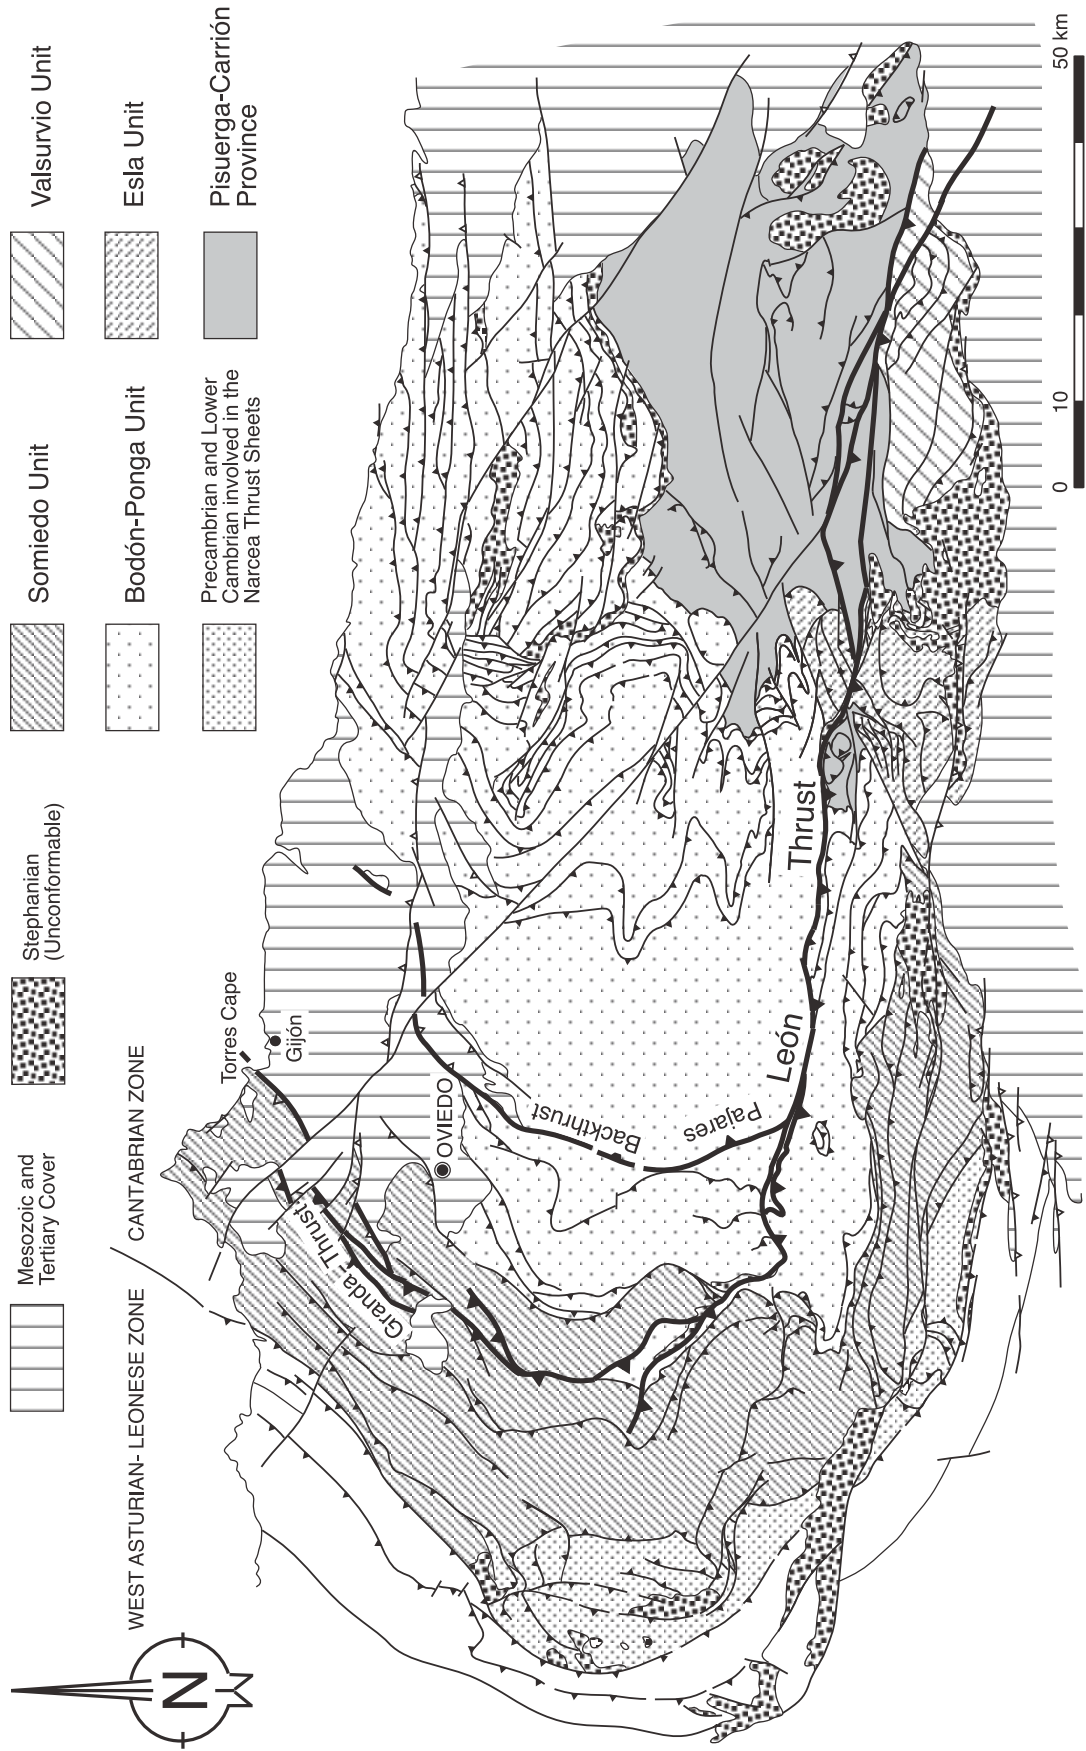 Mesozoic and
Tertiary Cover
Stephanian
(Unconformable)
Somiedo Unit
Valsurvio Unit
Bodón-Ponga Unit
Esla Unit
Precambrian and Lower
Cambrian involved in the
Narcea Thrust Sheets
Pisuerga-Carrión
Province
N
WEST ASTURIAN- LEONESE ZONE
CANTABRIAN ZONE
Torres Cape
Gijón
OVIEDO
Granda - Thrust
Pajares
Backthrust
León
Thrust
0
10
50 km